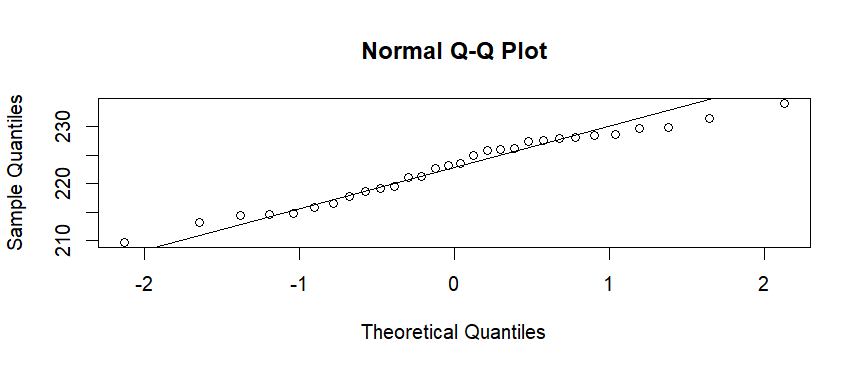 Normal Q-Q Plot
Sample Quantiles
230
220
210
-2 -1 0 1 2
Theoretical Quantiles